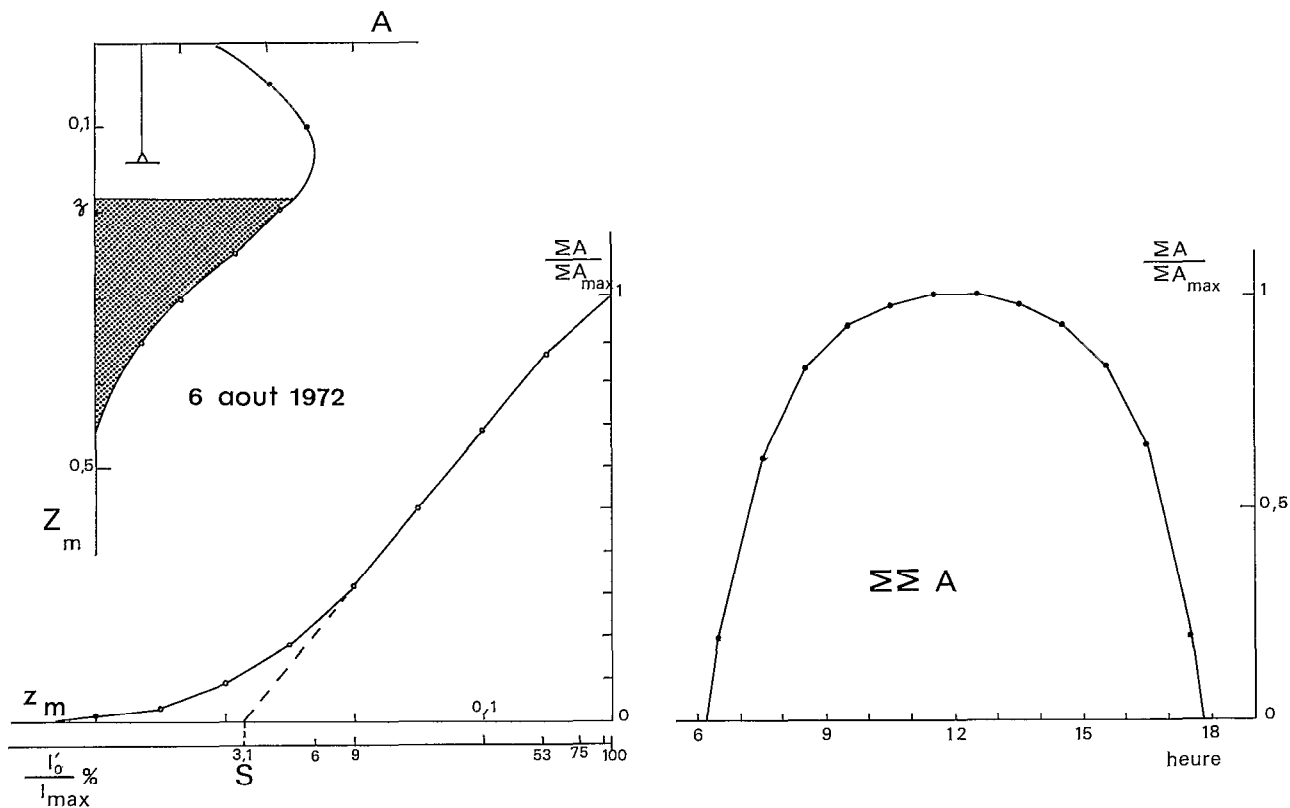 A
0,1
ʒ
0,5
Z m
6 aout 1972
ΣA
ΣA max
1
0,1
0
z m
3,1 6 9 53 75 100
S
I'o
I max %
ΣA
ΣA max
1
0,5
ΣΣ A
0
6 9 12 15 18
heure